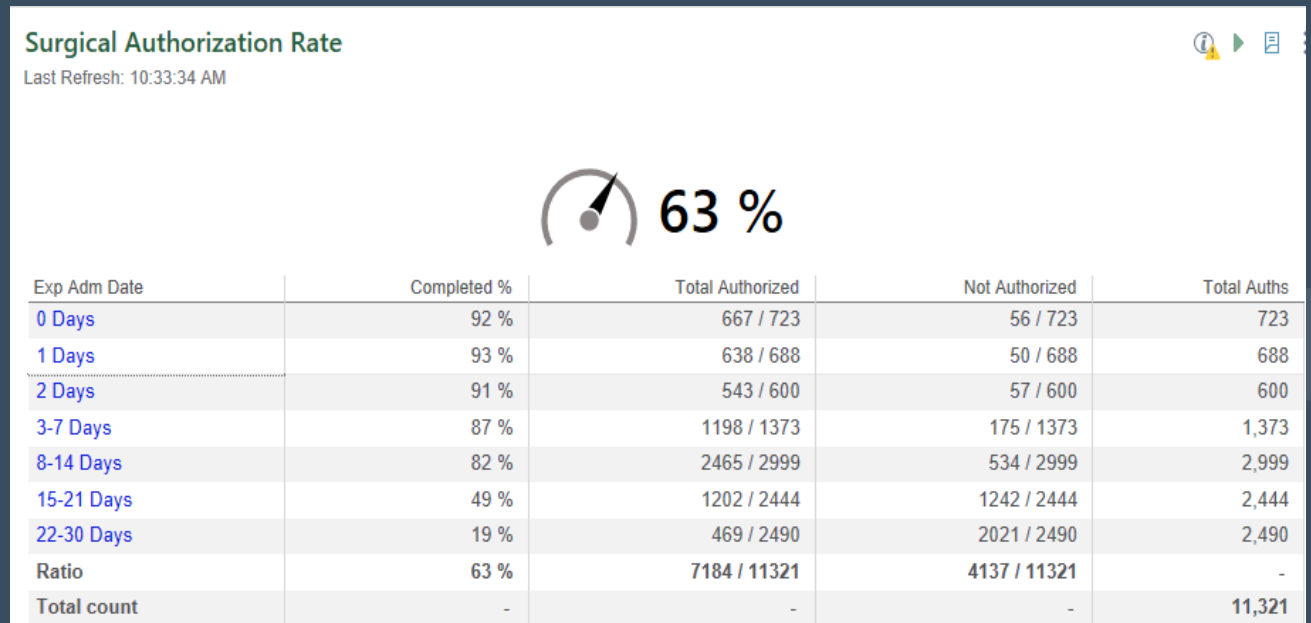 Surgical Authorization Rate
Last Refresh: 10:33:34 AM
63 %
Exp Adm Date Completed % Total Authorized Not Authorized Total Auths
0 Days 92 % 667 / 723 56 / 723 723
1 Days 93 % 638 / 688 50 / 688 688
2 Days 91 % 543 / 600 57 / 600 600
3-7 Days 87 % 1198 / 1373 175 / 1373 1,373
8-14 Days 82 % 2465 / 2999 534 / 2999 2,999
15-21 Days 49 % 1202 / 2444 1242 / 2444 2,444
22-30 Days 19 % 469 / 2490 2021 / 2490 2,490
Ratio 63 % 7184 / 11321 4137 / 11321 -
Total count - - - 11,321